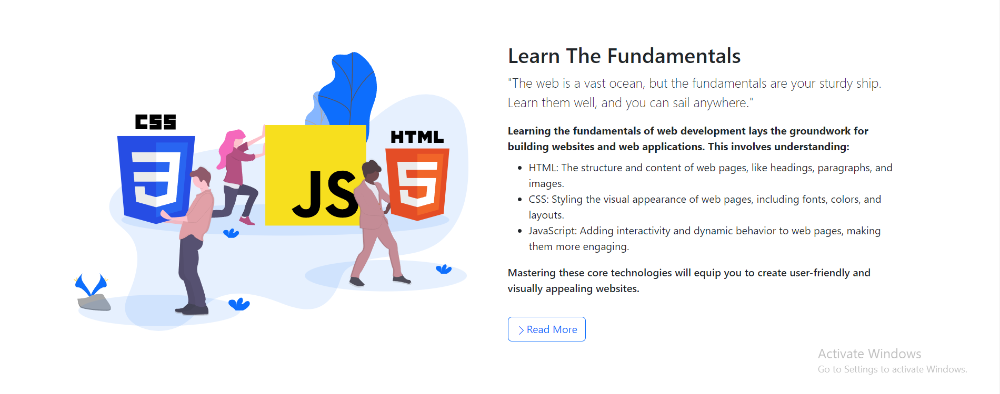 Learn The Fundamentals
"The web is a vast ocean, but the fundamentals are your sturdy ship.
Learn them well, and you can sail anywhere."
Learning the fundamentals of web development lays the groundwork for
building websites and web applications. This involves understanding:
HTML: The structure and content of web pages, like headings, paragraphs, and
images.
CSS: Styling the visual appearance of web pages, including fonts, colors, and
layouts.
JavaScript: Adding interactivity and dynamic behavior to web pages, making
them more engaging.
Mastering these core technologies will equip you to create user-friendly and
visually appealing websites.
Read More
CSS
3
JS
HTML
5
Activate Windows
Go to Settings to activate Windows.